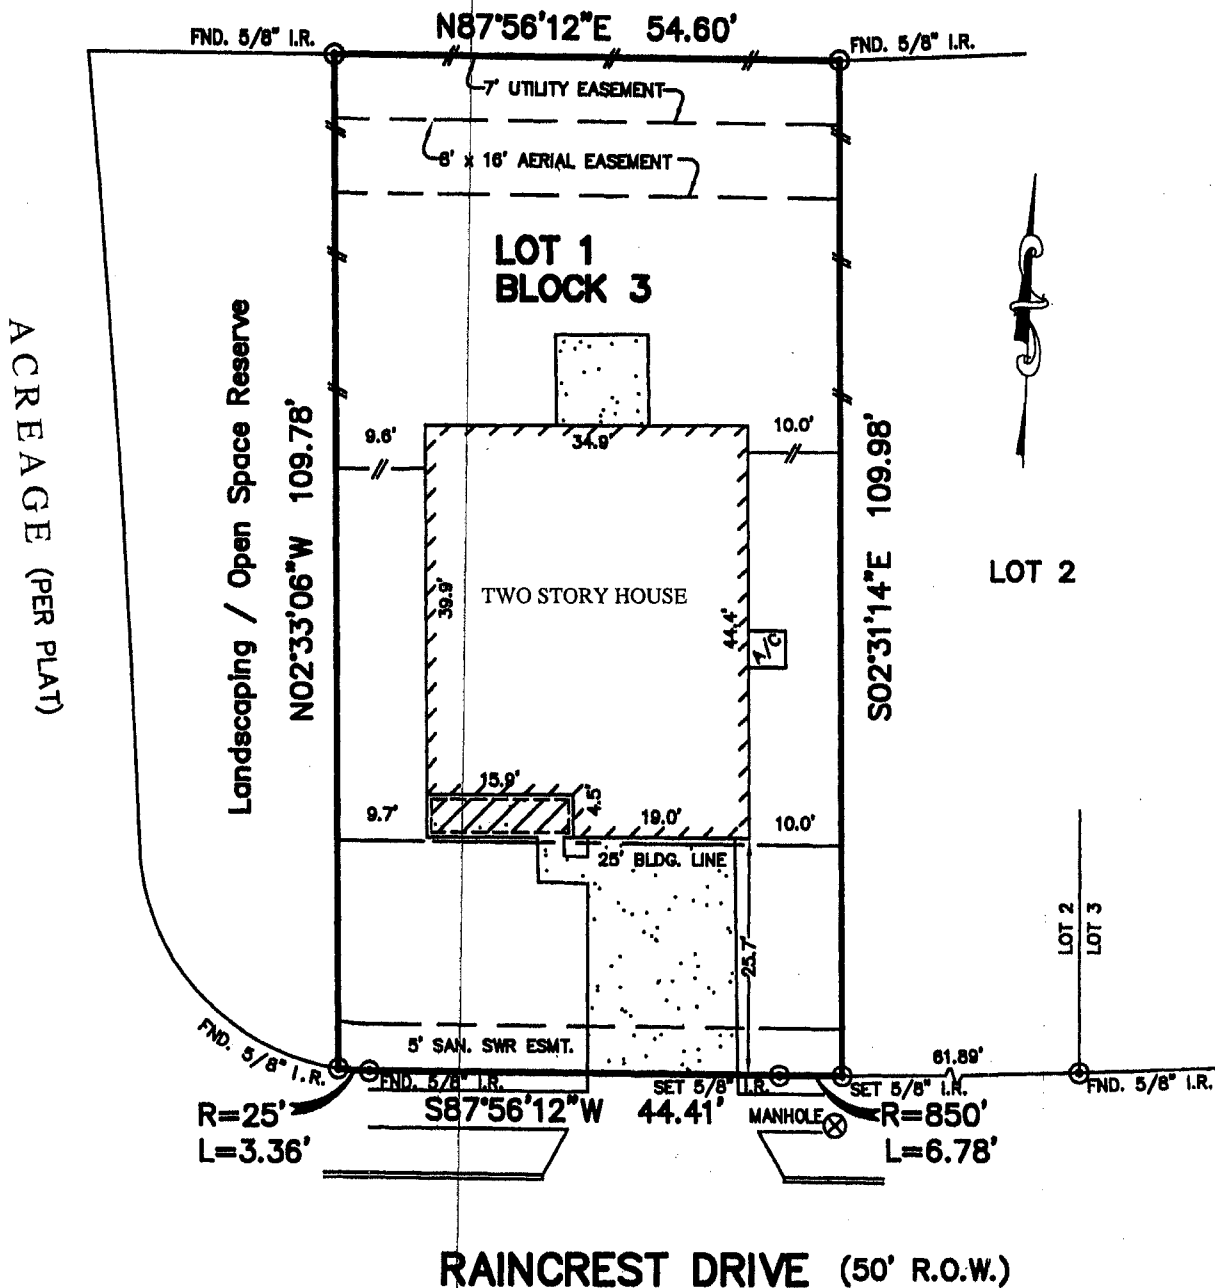 N87°56'12"E 54.60'
FND. 5/8" I.R.
FND. 5/8" I.R.
7' UTILITY EASEMENT
6' x 16' AERIAL EASEMENT
LOT 1
BLOCK 3
ACREAGE (PER PLAT)
Landscaping / Open Space Reserve
N02°33'06"W 109.78'
9.6'
34.9'
10.0'
S02°31'14"E 109.98'
LOT 2
39.9'
TWO STORY HOUSE
44.4'
A/C
15.9'
4.5'
9.7'
19.0'
10.0'
25' BLDG. LINE
25.7'
LOT 2
LOT 3
5' SAN. SWR ESMT.
FND. 5/8" I.R.
FND. 5/8" I.R.
SET 5/8" I.R.
SET 5/8" I.R.
61.89'
FND. 5/8" I.R.
R=25'
L=3.36'
S87°56'12"W 44.41'
MANHOLE
R=850'
L=6.78'
RAINCREST DRIVE (50' R.O.W.)